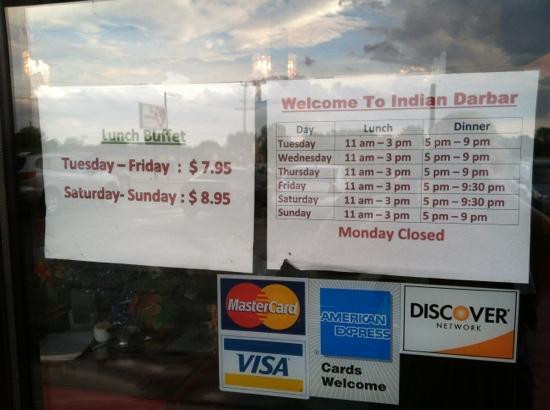 Lunch Buffet
Tuesday – Friday : $ 7.95
Saturday- Sunday : $ 8.95
Welcome To Indian Darbar
Day Lunch Dinner
Tuesday 11 am – 3 pm 5 pm – 9 pm
Wednesday 11 am – 3 pm 5 pm – 9 pm
Thursday 11 am – 3 pm 5 pm – 9 pm
Friday 11 am – 3 pm 5 pm – 9:30 pm
Saturday 11 am – 3 pm 5 pm – 9:30 pm
Sunday 11 am – 3 pm 5 pm – 9 pm
Monday Closed
MasterCard
VISA
AMERICAN
EXPRESS
Cards
Welcome
DISCOVER
NETWORK